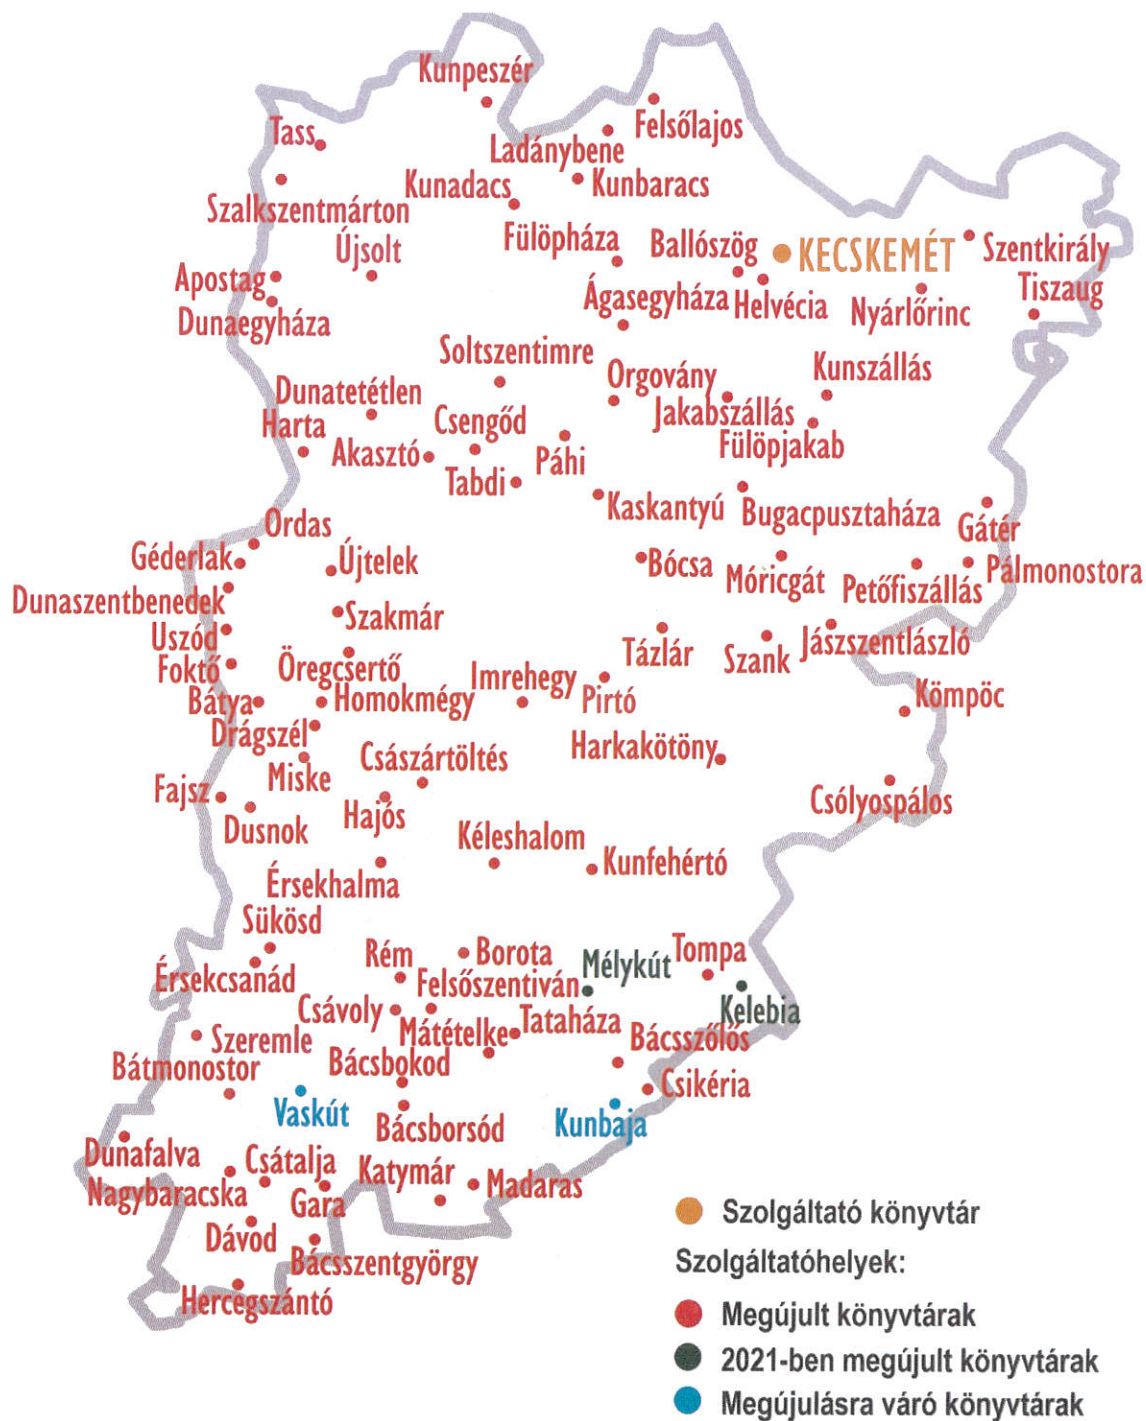 Kunpeszér
Felsőlajos
Tass
Ladánybene
Kunadacs
Kunbaracs
Szalkszentmárton
Fülöpháza
Ballószög
KECSKEMÉT
Szentkirály
Újsolt
Apostag
Ágasegyháza
Helvécia
Nyárlőrinc
Tiszaug
Dunaegyháza
Soltszentimre
Orgovány
Kunszállás
Dunatetétlen
Jakabszállás
Harta
Csengőd
Fülöpjakab
Akasztó
Páhi
Tabdi
Kaskantyú
Bugacpusztaháza
Gátér
Ordas
Géderlak
Újtelek
Bócsa
Móricgát
Petőfiszállás
Pálmonostora
Dunaszentbenedek
Szakmár
Uszód
Jászszentlászló
Foktő
Öregcsertő
Tázlár
Szank
Imrehegy
Bátya
Homokmégy
Pirtó
Kömpöc
Drágszél
Harkakötöny
Császártöltés
Miske
Fajsz
Hajós
Csólyospálos
Dusnok
Kéleshalom
Kunfehértó
Érsekhalma
Sükösd
Rém
Borota
Mélykút
Tompa
Érsekcsanád
Felsőszentiván
Kelebia
Csávoly
Mátételke
Tataháza
Bácsszőlős
Szeremle
Bátmonostor
Bácsbokod
Csikéria
Vaskút
Bácsborsód
Kunbaja
Dunafalva
Csátalja
Katymár
Nagybaracska
Gara
Madaras
Dávod
Bácsszentgyörgy
Hercegszántó
Szolgáltató könyvtár
Szolgáltatóhelyek:
Megújult könyvtárak
2021-ben megújult könyvtárak
Megújulásra váró könyvtárak